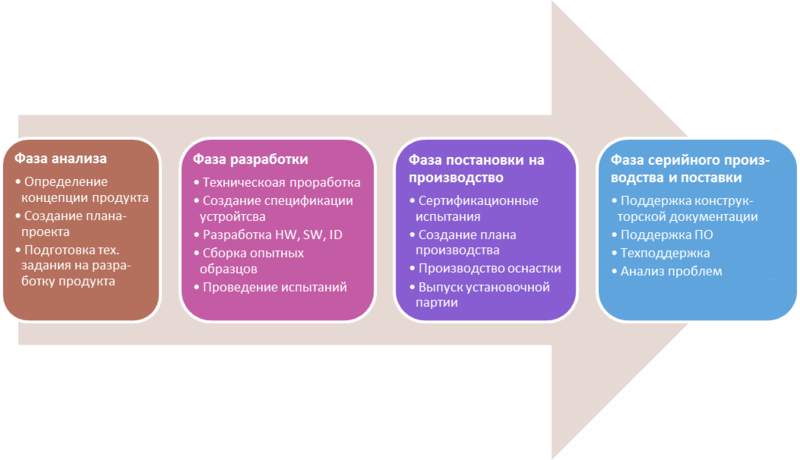 Фаза анализа
• Определение
концепции продукта
• Создание плана-
проекта
• Подготовка тех.
задания на разра-
ботку продукта
Фаза разработки
• Техническоая проработка
• Создание спецификации
устройтсва
• Разработка HW, SW, ID
• Сборка опытных
образцов
• Проведение испытаний
Фаза постановки на
производство
• Сертификационные
испытания
• Создание плана
производства
• Производство оснастки
• Выпуск установочной
партии
Фаза серийного произ-
водства и поставки
• Поддержка конструк-
торской документации
• Поддержка ПО
• Техподдержка
• Анализ проблем